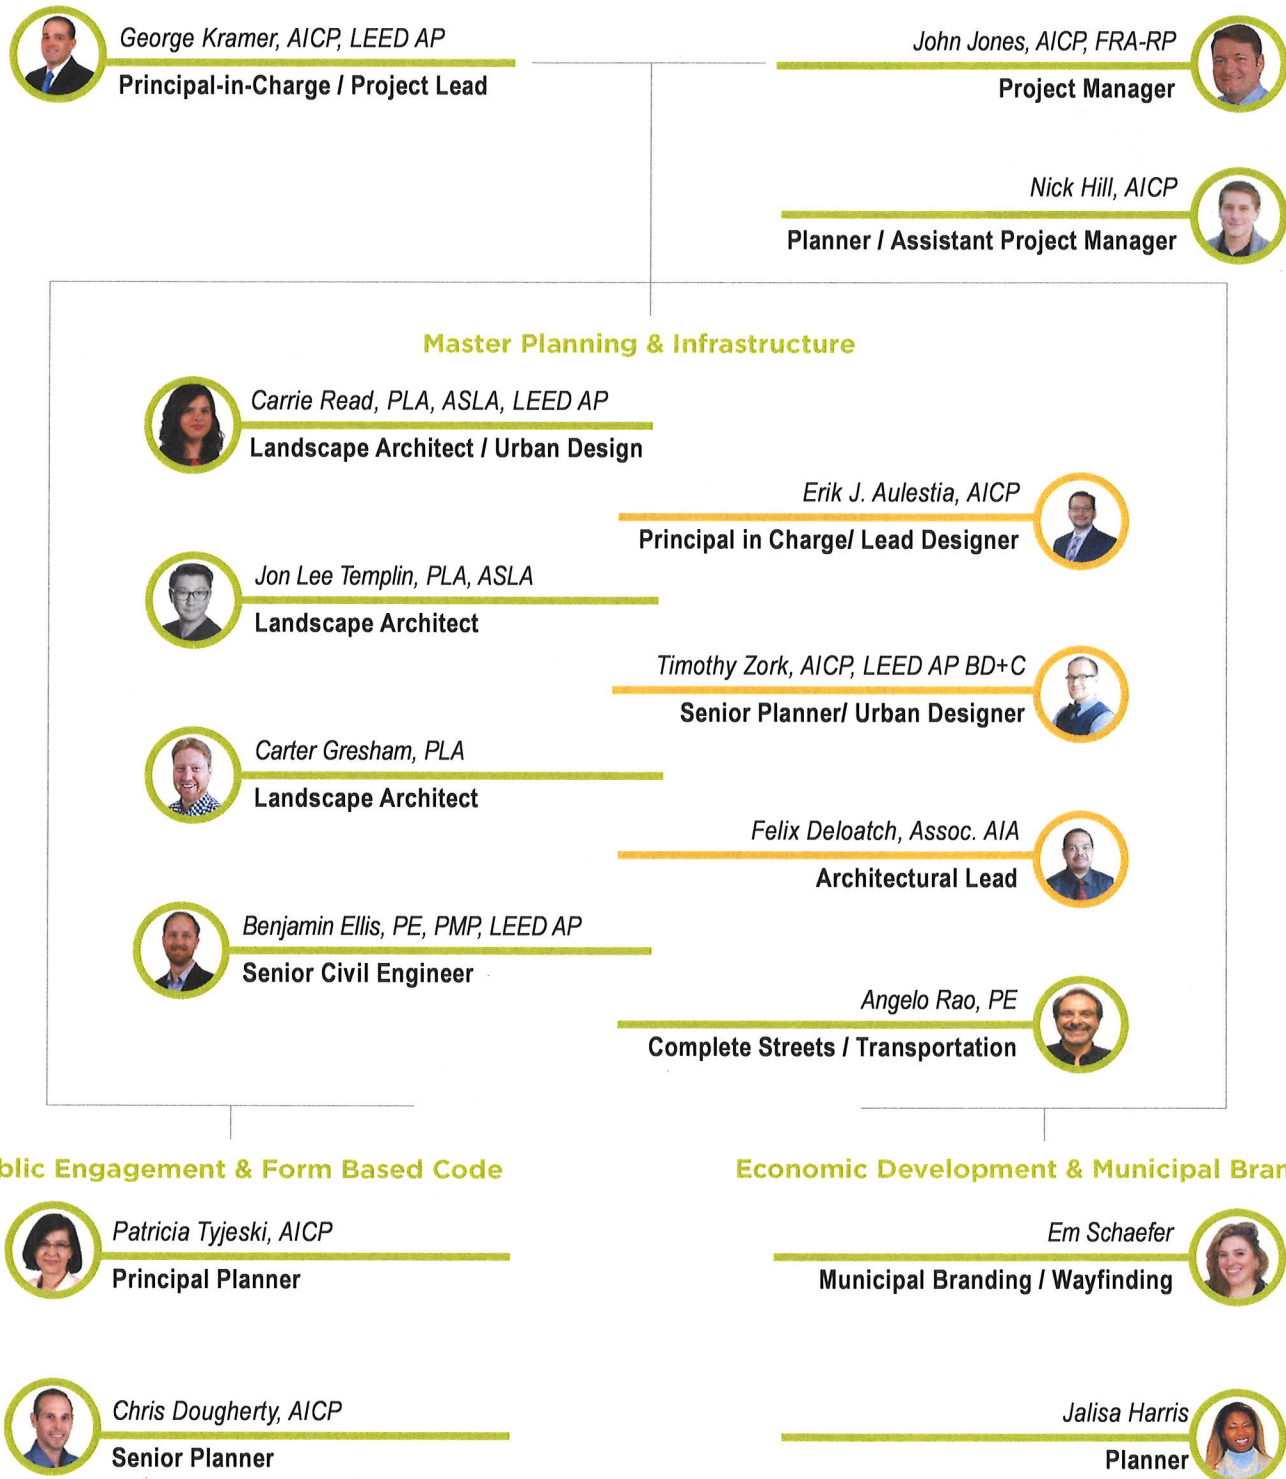 George Kramer, AICP, LEED AP
Principal-in-Charge / Project Lead
John Jones, AICP, FRA-RP
Project Manager
Nick Hill, AICP
Planner / Assistant Project Manager
Master Planning & Infrastructure
Carrie Read, PLA, ASLA, LEED AP
Landscape Architect / Urban Design
Erik J. Aulestia, AICP
Principal in Charge/ Lead Designer
Jon Lee Templin, PLA, ASLA
Landscape Architect
Timothy Zork, AICP, LEED AP BD+C
Senior Planner/ Urban Designer
Carter Gresham, PLA
Landscape Architect
Felix Deloatch, Assoc. AIA
Architectural Lead
Benjamin Ellis, PE, PMP, LEED AP
Senior Civil Engineer
Angelo Rao, PE
Complete Streets / Transportation
blic Engagement & Form Based Code
Economic Development & Municipal Bran
Patricia Tyjeski, AICP
Principal Planner
Em Schaefer
Municipal Branding / Wayfinding
Chris Dougherty, AICP
Senior Planner
Jalisa Harris
Planner